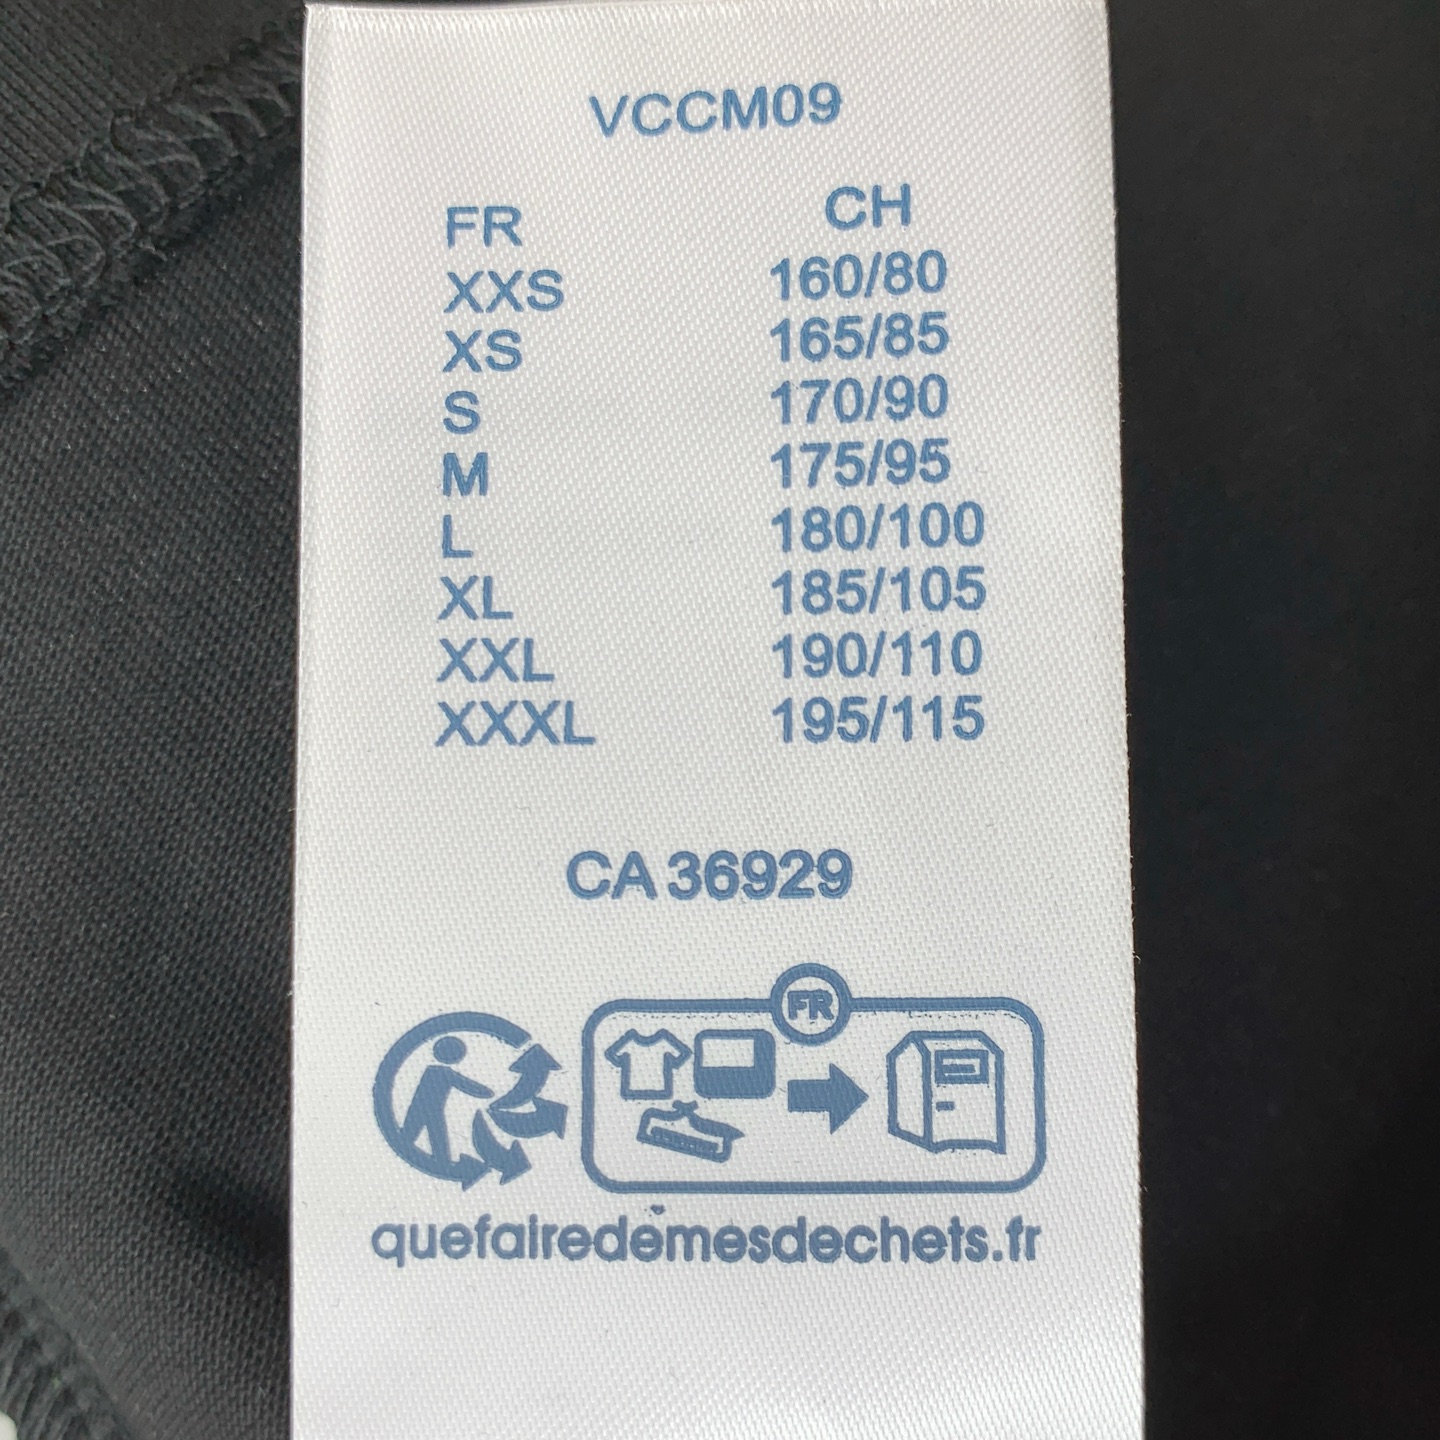 VCCM09
FR CH
XXS 160/80
XS 165/85
S 170/90
M 175/95
L 180/100
XL 185/105
XXL 190/110
XXXL 195/115
CA 36929
FR
quefairedemesdechets.fr